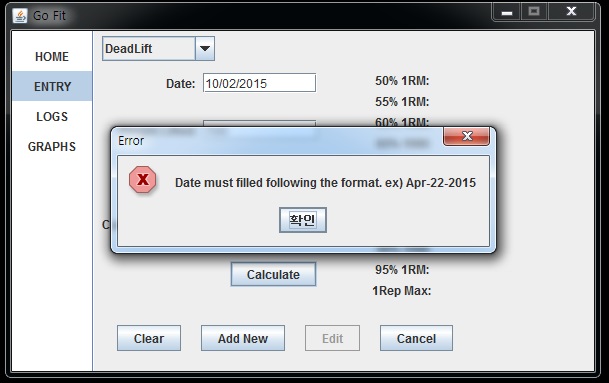 Go Fit
HOME
ENTRY
LOGS
GRAPHS
DeadLift
Date: 10/02/2015
50% 1RM:
55% 1RM:
60% 1RM:
Error
Date must filled following the format. ex) Apr-22-2015
확인
95% 1RM:
1Rep Max:
Calculate
Clear Add New Edit Cancel